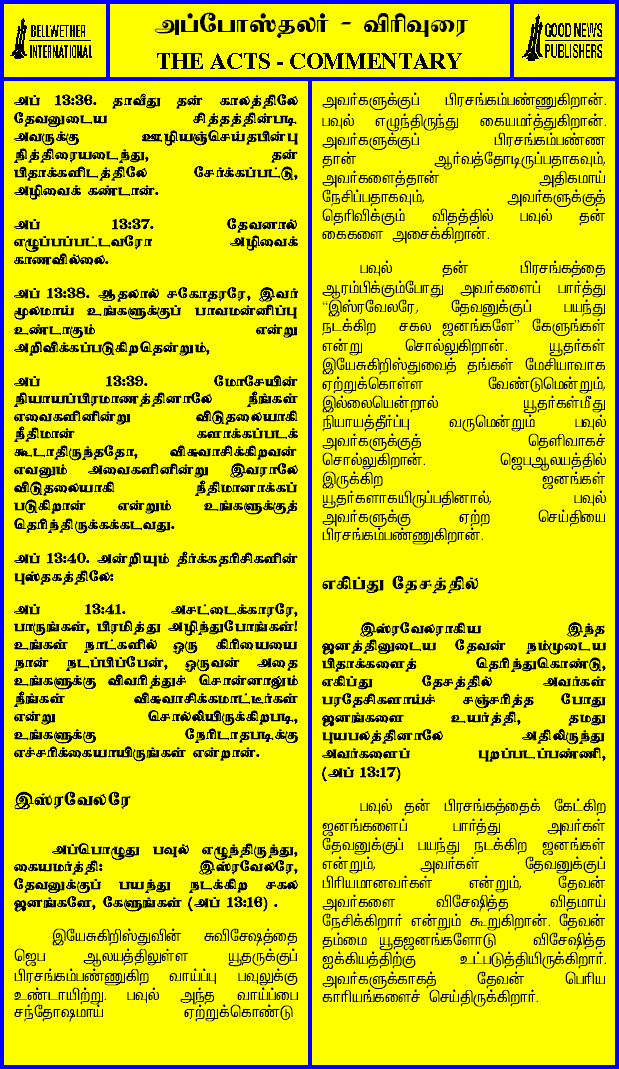 BELLWETHER
INTERNATIONAL
அப்போஸ்தலர் - விரிவுரை
THE ACTS - COMMENTARY
GOOD NEWS
PUBLISHERS
அப் 13:36. தாவீது தன் காலத்திலே
தேவனுடைய சித்தத்தின்படி
அவருக்கு ஊழியஞ்செய்தபின்பு
நித்திரையடைந்து, தன்
பிதாக்களிடத்திலே சேர்க்கப்பட்டு,
அழிவைக் கண்டான்.
அப் 13:37. தேவனால்
எழுப்பப்பட்டவரோ அழிவைக்
காணவில்லை.
அப் 13:38. ஆதலால் சகோதரரே, இவர்
மூலமாய் உங்களுக்குப் பாவமன்னிப்பு
உண்டாகும் என்று
அறிவிக்கப்படுகிறதென்றும்,
அப் 13:39. மோசேயின்
நியாயப்பிரமாணத்தினாலே நீங்கள்
எவைகளினின்று விடுதலையாகி
நீதிமான் களாக்கப்படக்
கூடாதிருந்ததோ, விசுவாசிக்கிறவன்
எவனும் அவைகளினின்று இவராலே
விடுதலையாகி நீதிமானாக்கப்
படுகிறான் என்றும் உங்களுக்குத்
தெரிந்திருக்கக்கடவது.
அப் 13:40. அன்றியும் தீர்க்கதரிசிகளின்
புஸ்தகத்திலே:
அப் 13:41. அசட்டைக்காரரே,
பாருங்கள், பிரமித்து அழிந்துபோங்கள்!
உங்கள் நாட்களில் ஒரு கிரியையை
நான் நடப்பிப்பேன், ஒருவன் அதை
உங்களுக்கு விவரித்துச் சொன்னாலும்
நீங்கள் விசுவாசிக்கமாட்டீர்கள்
என்று சொல்லியிருக்கிறபடி,
உங்களுக்கு நேரிடாதபடிக்கு
எச்சரிக்கையாயிருங்கள் என்றான்.
இஸ்ரவேலரே
அப்பொழுது பவுல் எழுந்திருந்து,
கையமர்த்தி: இஸ்ரவேலரே,
தேவனுக்குப் பயந்து நடக்கிற சகல
ஜனங்களே, கேளுங்கள் (அப் 13:16) .
இயேசுகிறிஸ்துவின் சுவிசேஷத்தை
ஜெப ஆலயத்திலுள்ள யூதருக்குப்
பிரசங்கம்பண்ணுகிற வாய்ப்பு பவுலுக்கு
உண்டாயிற்று. பவுல் அந்த வாய்ப்பை
சந்தோஷமாய் ஏற்றுக்கொண்டு
அவர்களுக்குப் பிரசங்கம்பண்ணுகிறான்.
பவுல் எழுந்திருந்து கையமர்த்துகிறான்.
அவர்களுக்கு பிரசங்கம்பண்ண
தான் ஆர்வத்தோடிருப்பதாகவும்,
அவர்களைத்தான் அதிகமாய்
நேசிப்பதாகவும், அவர்களுக்குத்
தெரிவிக்கும் விதத்தில் பவுல் தன்
கைகளை அசைக்கிறான்.
பவுல் தன் பிரசங்கத்தை
ஆரம்பிக்கும்போது அவர்களைப் பார்த்து
“இஸ்ரவேலரே, தேவனுக்குப் பயந்து
நடக்கிற சகல ஜனங்களே” கேளுங்கள்
என்று சொல்லுகிறான். யூதர்கள்
இயேசுகிறிஸ்துவைத் தங்கள் மேசியாவாக
ஏற்றுக்கொள்ள வேண்டுமென்றும்,
இல்லையென்றால் யூதர்கள்மீது
நியாயத்தீர்ப்பு வருமென்றும் பவுல்
அவர்களுக்குத் தெளிவாகச்
சொல்லுகிறான். ஜெபஆலயத்தில்
இருக்கிற ஜனங்கள்
யூதர்களாகயிருப்பதினால், பவுல்
அவர்களுக்கு ஏற்ற செய்தியை
பிரசங்கம்பண்ணுகிறான்.
எகிப்து தேசத்தில்
இஸ்ரவேலராகிய இந்த
ஜனத்தினுடைய தேவன் நம்முடைய
பிதாக்களைத் தெரிந்துகொண்டு,
எகிப்து தேசத்தில் அவர்கள்
பரதேசிகளாய்ச் சஞ்சரித்த போது
ஜனங்களை உயர்த்தி, தமது
புயபலத்தினாலே அதிலிருந்து
அவர்களைப் புறப்படப்பண்ணி,
(அப் 13:17)
பவுல் தன் பிரசங்கத்தைக் கேட்கிற
ஜனங்களைப் பார்த்து அவர்கள்
தேவனுக்குப் பயந்து நடக்கிற ஜனங்கள்
என்றும், அவர்கள் தேவனுக்குப்
பிரியமானவர்கள் என்றும், தேவன்
அவர்களை விசேஷித்த விதமாய்
நேசிக்கிறார் என்றும் கூறுகிறான். தேவன்
தம்மை யூதஜனங்களோடு விசேஷித்த
ஐக்கியத்திற்கு உட்படுத்தியிருக்கிறார்.
அவர்களுக்காகத் தேவன் பெரிய
காரியங்களைச் செய்திருக்கிறார்.